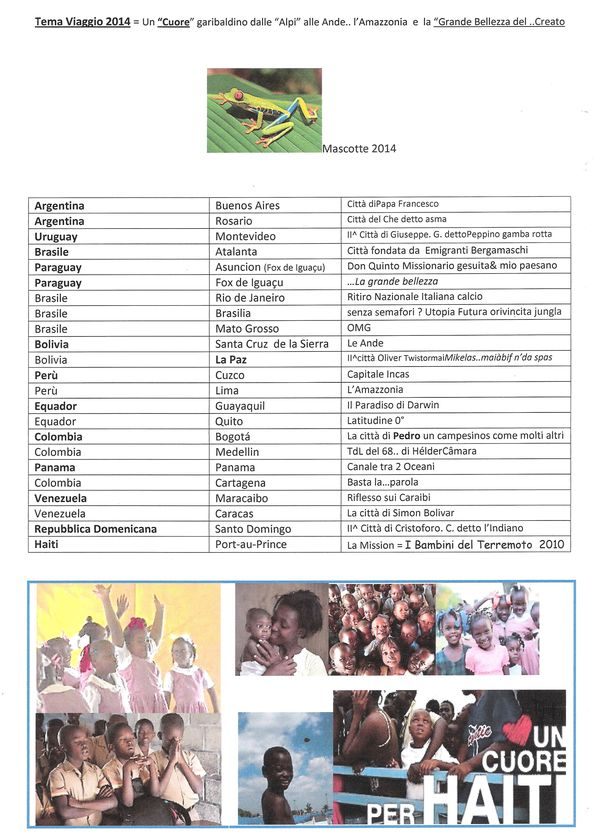 Tema Viaggio 2014 = Un “Cuore” garibaldino dalle “Alpi” alle Ande.. l’Amazzonia e la “Grande Bellezza del ..Creato
Mascotte 2014
Argentina Buenos Aires Città diPapa Francesco
Argentina Rosario Città del Che detto asma
Uruguay Montevideo II^ Città di Giuseppe. G. dettoPeppino gamba rotta
Brasile Atalanta Città fondata da Emigranti Bergamaschi
Paraguay Asuncion (Fox de Iguaçu) Don Quinto Missionario gesuita& mio paesano
Paraguay Fox de Iguaçu …La grande bellezza
Brasile Rio de Janeiro Ritiro Nazionale Italiana calcio
Brasile Brasilia senza semafori ? Utopia Futura orivincita jungla
Brasile Mato Grosso OMG
Bolivia Santa Cruz de la Sierra Le Ande
Bolivia La Paz II^città Oliver TwistormaiMikelas..maiàbif n’da spas
Perù Cuzco Capitale Incas
Perù Lima L’Amazzonia
Equador Guayaquil Il Paradiso di Darwin
Equador Quito Latitudine 0°
Colombia Bogotá La città di Pedro un campesinos come molti altri
Colombia Medellin TdL del 68.. di HélderCâmara
Panama Panama Canale tra 2 Oceani
Colombia Cartagena Basta la…parola
Venezuela Maracaibo Riflesso sui Caraibi
Venezuela Caracas La città di Simon Bolivar
Repubblica Domenicana Santo Domingo II^ Città di Cristoforo. C. detto l’Indiano
Haiti Port-au-Prince La Mission = I Bambini del Terremoto 2010
UN
CUORE
PER HAITI